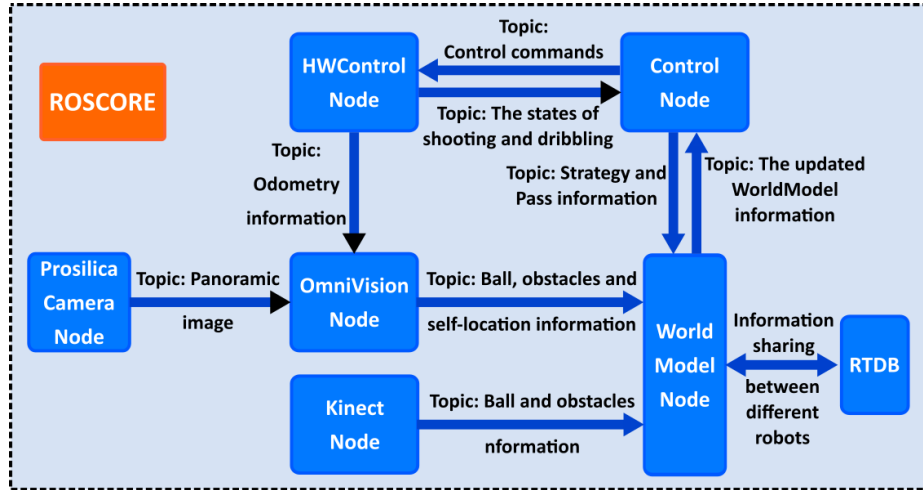 Topic:
Control commands
HWControl
Node
Control
Node
ROSCORE
Topic: The states of
shooting and dribbling
Topic:
Odometry
information
Topic: Strategy and
Pass information
Topic: The updated
WorldModel
information
Prosilica
Camera
Node
Topic: Panoramic
image
OmniVision
Node
Topic: Ball, obstacles and
self-location information
World
Model
Node
Information
sharing
between
different
robots
RTDB
Kinect
Node
Topic: Ball and obstacles
nformation